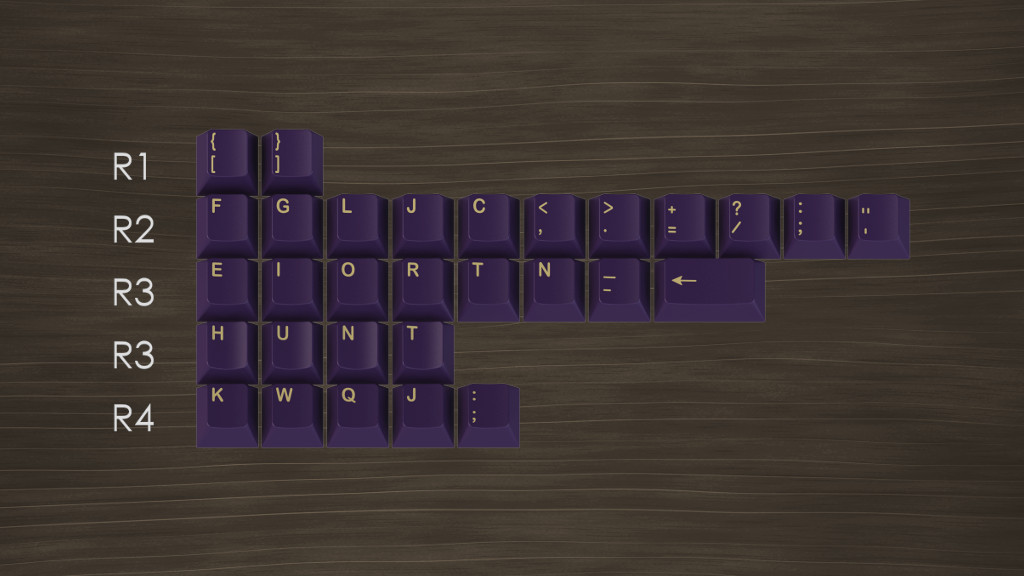 R1 { [ } ]
R2 F G L J C < , > . + = ? / : ; " '
R3 E I O R T N _ - ←
R3 H U N T
R4 K W Q J : ;